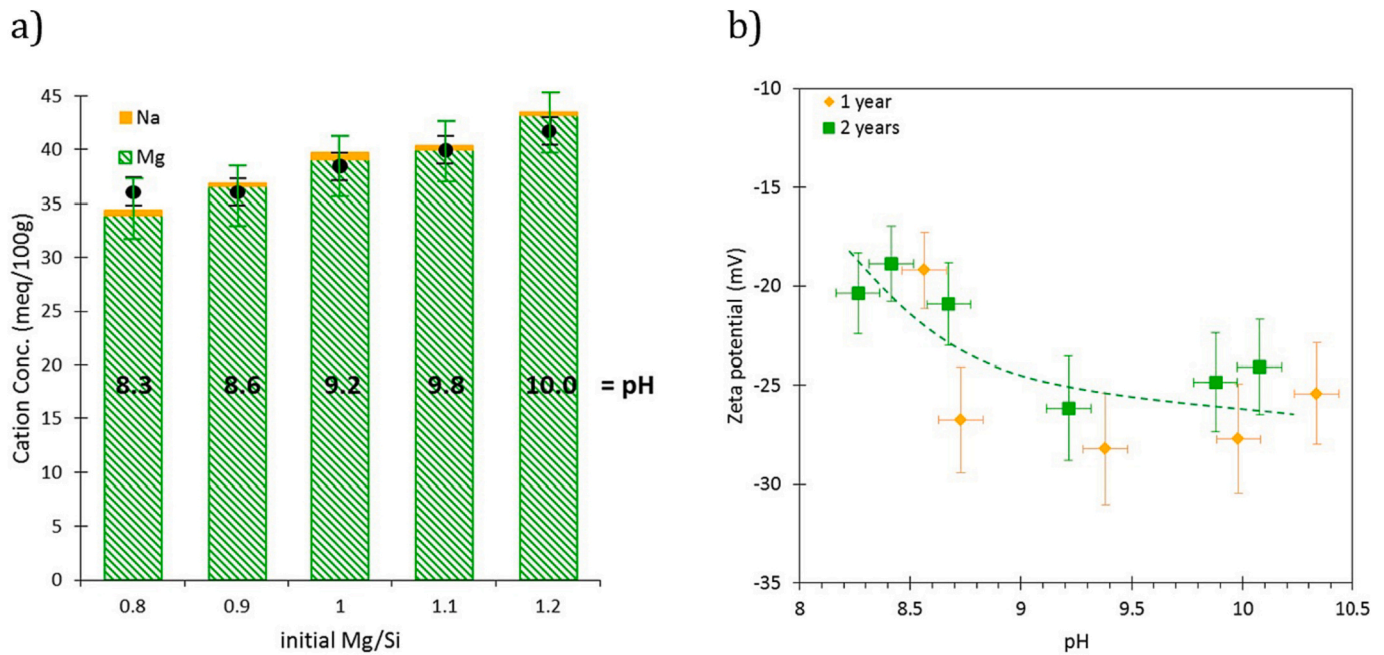 a)
45
40
35
30
25
20
15
10
5
0
Cation Conc. (meq/100g)
Na
Mg
8.3 8.6 9.2 9.8 10.0 = pH
0.8 0.9 1 1.1 1.2
initial Mg/Si
b)
-10
-15
-20
-25
-30
-35
Zeta potential (mV)
1 year
2 years
8 8.5 9 9.5 10 10.5
pH